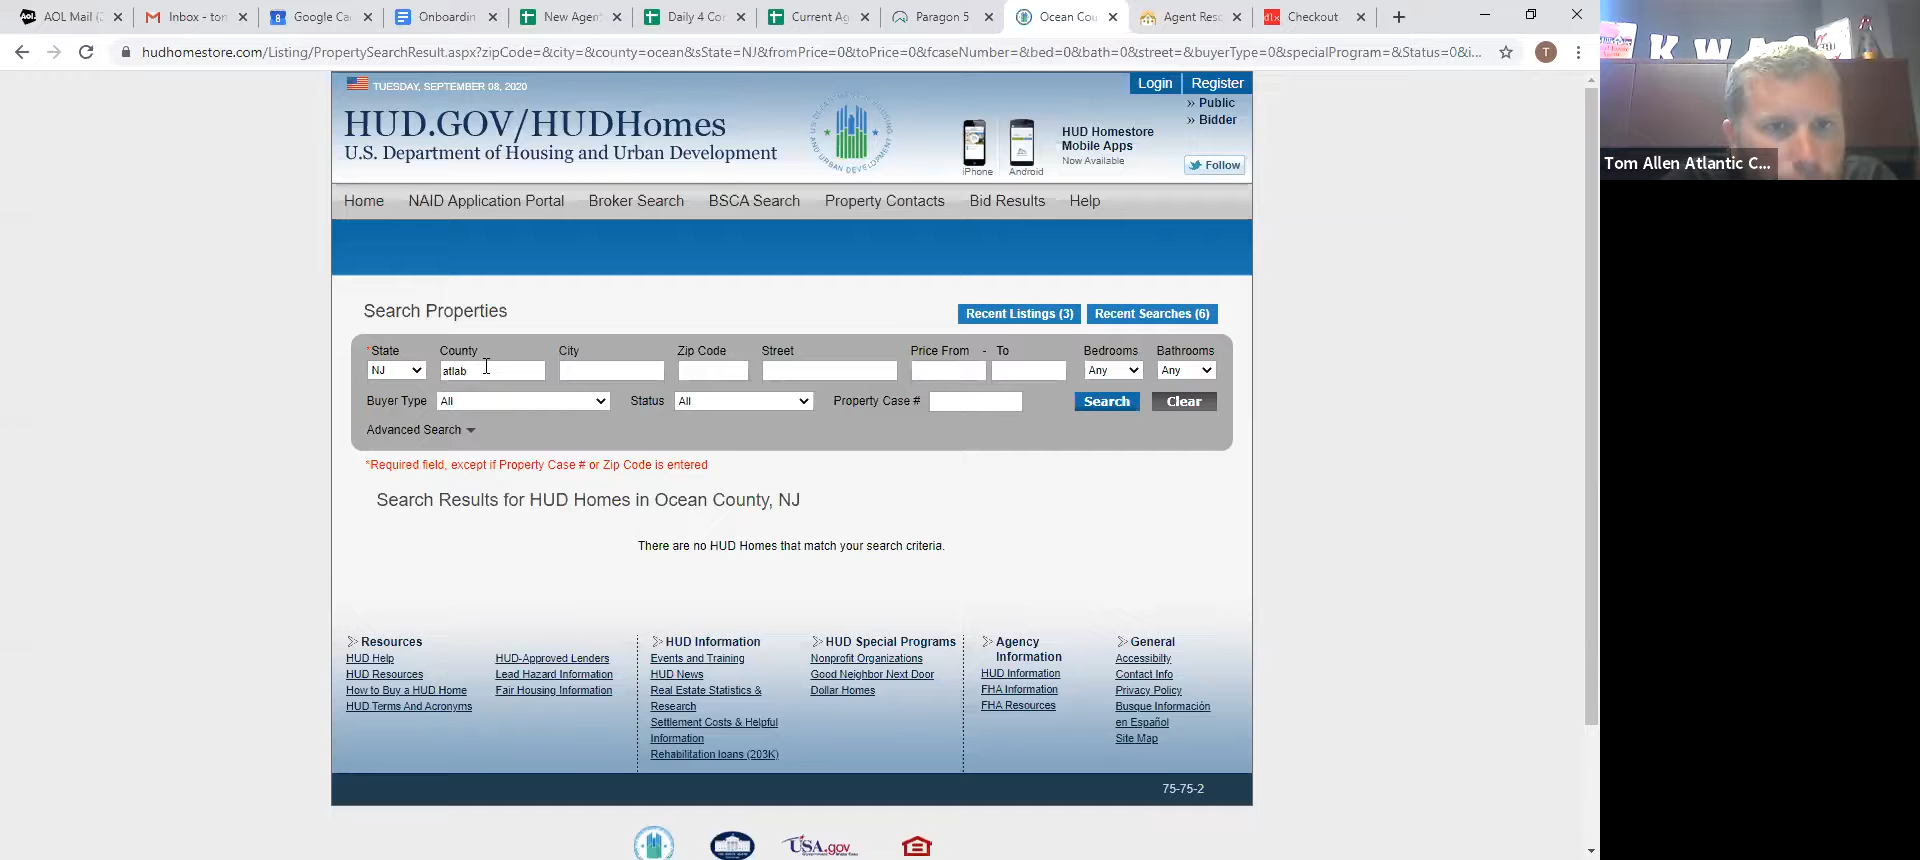 AOL Mail (
Inbox - ton
Google Ca
Onboardin
New Agen
Daily 4 Co
Current Ag
Paragon 5
Ocean Cou
Agent Res
Checkout
hudhomestore.com/Listing/PropertySearchResult.aspx?zipCode=&city=&county=ocean&sState=NJ&fromPrice=0&toPrice=0&fcaseNumber=&bed=0&bath=0&street=&buyerType=0&specialProgram=&Status=0&i...
T
TUESDAY, SEPTEMBER 08, 2020
Login
Register
HUD.GOV/HUDHomes
U.S. Department of Housing and Urban Development
iPhone
Android
HUD Homestore
Mobile Apps
Now Available
» Public
» Bidder
Follow
Home
NAID Application Portal
Broker Search
BSCA Search
Property Contacts
Bid Results
Help
Search Properties
Recent Listings (3)
Recent Searches (6)
*State
County
City
Zip Code
Street
Price From - To
Bedrooms
Bathrooms
NJ
atlab
Any
Any
Buyer Type
All
Status
All
Property Case #
Search
Clear
Advanced Search
*Required field, except if Property Case # or Zip Code is entered
Search Results for HUD Homes in Ocean County, NJ
There are no HUD Homes that match your search criteria.
Resources
HUD Help
HUD Resources
How to Buy a HUD Home
HUD Terms And Acronyms
HUD-Approved Lenders
Lead Hazard Information
Fair Housing Information
HUD Information
Events and Training
HUD News
Real Estate Statistics &
Research
Settlement Costs & Helpful
Information
Rehabilitation loans (203K)
HUD Special Programs
Nonprofit Organizations
Good Neighbor Next Door
Dollar Homes
Agency
Information
HUD Information
FHA Information
FHA Resources
General
Accessibilty
Contact Info
Privacy Policy
Busque Información
en Español
Site Map
75-75-2
USA.gov
K W A C
Tom Allen Atlantic C...